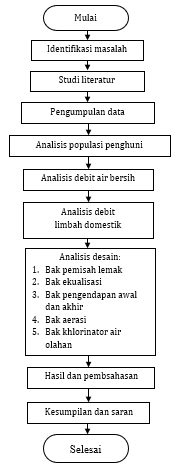 Mulai
Identifikasi masalah
Studi literatur
Pengumpulan data
Analisis populasi penghuni
Analisis debit air bersih
Analisis debit
limbah domestik
Analisis desain:
1. Bak pemisah lemak
2. Bak ekualisasi
3. Bak pengendapan awal
dan akhir
4. Bak aerasi
5. Bak khlorinator air
olahan
Hasil dan pembsahasan
Kesumpilan dan saran
Selesai